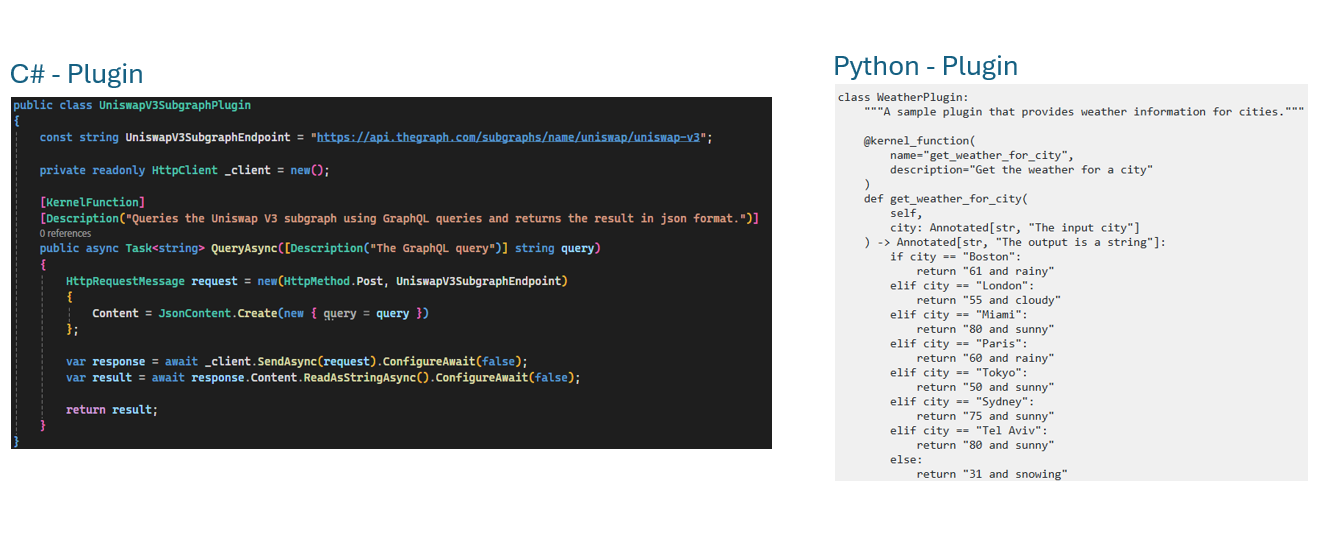 C# - Plugin
public class UniswapV3SubgraphPlugin
{
const string UniswapV3SubgraphEndpoint = "https://api.thegraph.com/subgraphs/name/uniswap/uniswap-v3";
private readonly HttpClient _client = new();
[KernelFunction]
[Description("Queries the Uniswap V3 subgraph using GraphQL queries and returns the result in json format.")]
0 references
public async Task<string> QueryAsync([Description("The GraphQL query")] string query)
{
HttpRequestMessage request = new(HttpMethod.Post, UniswapV3SubgraphEndpoint)
{
Content = JsonContent.Create(new { query = query })
};
var response = await _client.SendAsync(request).ConfigureAwait(false);
var result = await response.Content.ReadAsStringAsync().ConfigureAwait(false);
return result;
}
}
Python - Plugin
class WeatherPlugin:
"""A sample plugin that provides weather information for cities."""
@kernel_function(
name="get_weather_for_city",
description="Get the weather for a city"
)
def get_weather_for_city(
self,
city: Annotated[str, "The input city"]
) -> Annotated[str, "The output is a string"]:
if city == "Boston":
return "61 and rainy"
elif city == "London":
return "55 and cloudy"
elif city == "Miami":
return "80 and sunny"
elif city == "Paris":
return "60 and rainy"
elif city == "Tokyo":
return "50 and sunny"
elif city == "Sydney":
return "75 and sunny"
elif city == "Tel Aviv":
return "80 and sunny"
else:
return "31 and snowing"